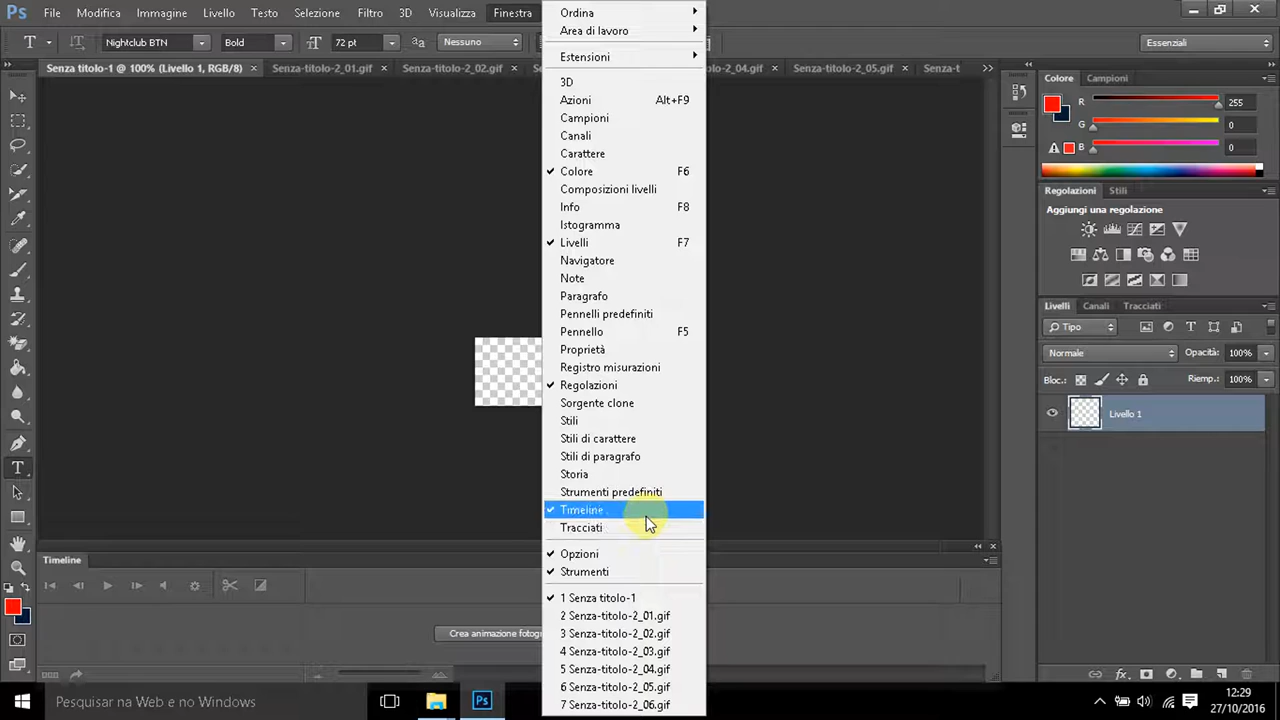 Ps File Modifica Immagine Livello Testo Selezione Filtro 3D Visualizza Finestra
T Nightclub BTN Bold 72 pt Nessuno Essenziali
Senza titolo-1 @ 100% (Livello 1, RGB/8) Senza-titolo-2_01.gif Senza-titolo-2_02.gif
_04.gif Senza-titolo-2_05.gif Senza-t
Ordina
Area di lavoro
Estensioni
3D
Azioni Alt+F9
Campioni
Canali
Carattere
Colore F6
Composizioni livelli
Info F8
Istogramma
Livelli F7
Navigatore
Note
Paragrafo
Pennelli predefiniti
Pennello F5
Proprietà
Registro misurazioni
Regolazioni
Sorgente clone
Stili
Stili di carattere
Stili di paragrafo
Storia
Strumenti predefiniti
Timeline
Tracciati
Opzioni
Strumenti
1 Senza titolo-1
2 Senza-titolo-2_01.gif
3 Senza-titolo-2_02.gif
4 Senza-titolo-2_03.gif
5 Senza-titolo-2_04.gif
6 Senza-titolo-2_05.gif
7 Senza-titolo-2_06.gif
Colore Campioni
R 255
G 0
B 0
Regolazioni Stili
Aggiungi una regolazione
Livelli Canali Tracciati
Tipo
Normale Opacità: 100%
Bloc.: Riemp.: 100%
Livello 1
Timeline
Crea animazione fotogr
Pesquisar na Web e no Windows
Ps
12:29
27/10/2016